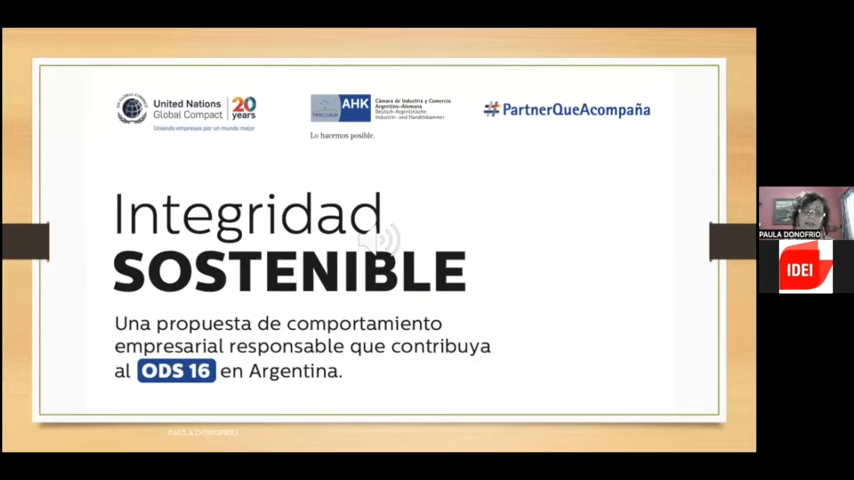 United Nations
Global Compact
20 years
Uniendo empresas por un mundo mejor
AHK
Cámara de Industria y Comercio
Argentino-Alemana
Deutsch-Argentinische
Industrie- und Handelskammer
Lo hacemos posible.
#PartnerQueAcompaña
Integridad
SOSTENIBLE
Una propuesta de comportamiento
empresarial responsable que contribuya
al ODS 16 en Argentina.
PAULA DONOFRIO
PAULA DONOFRIO
IDEI